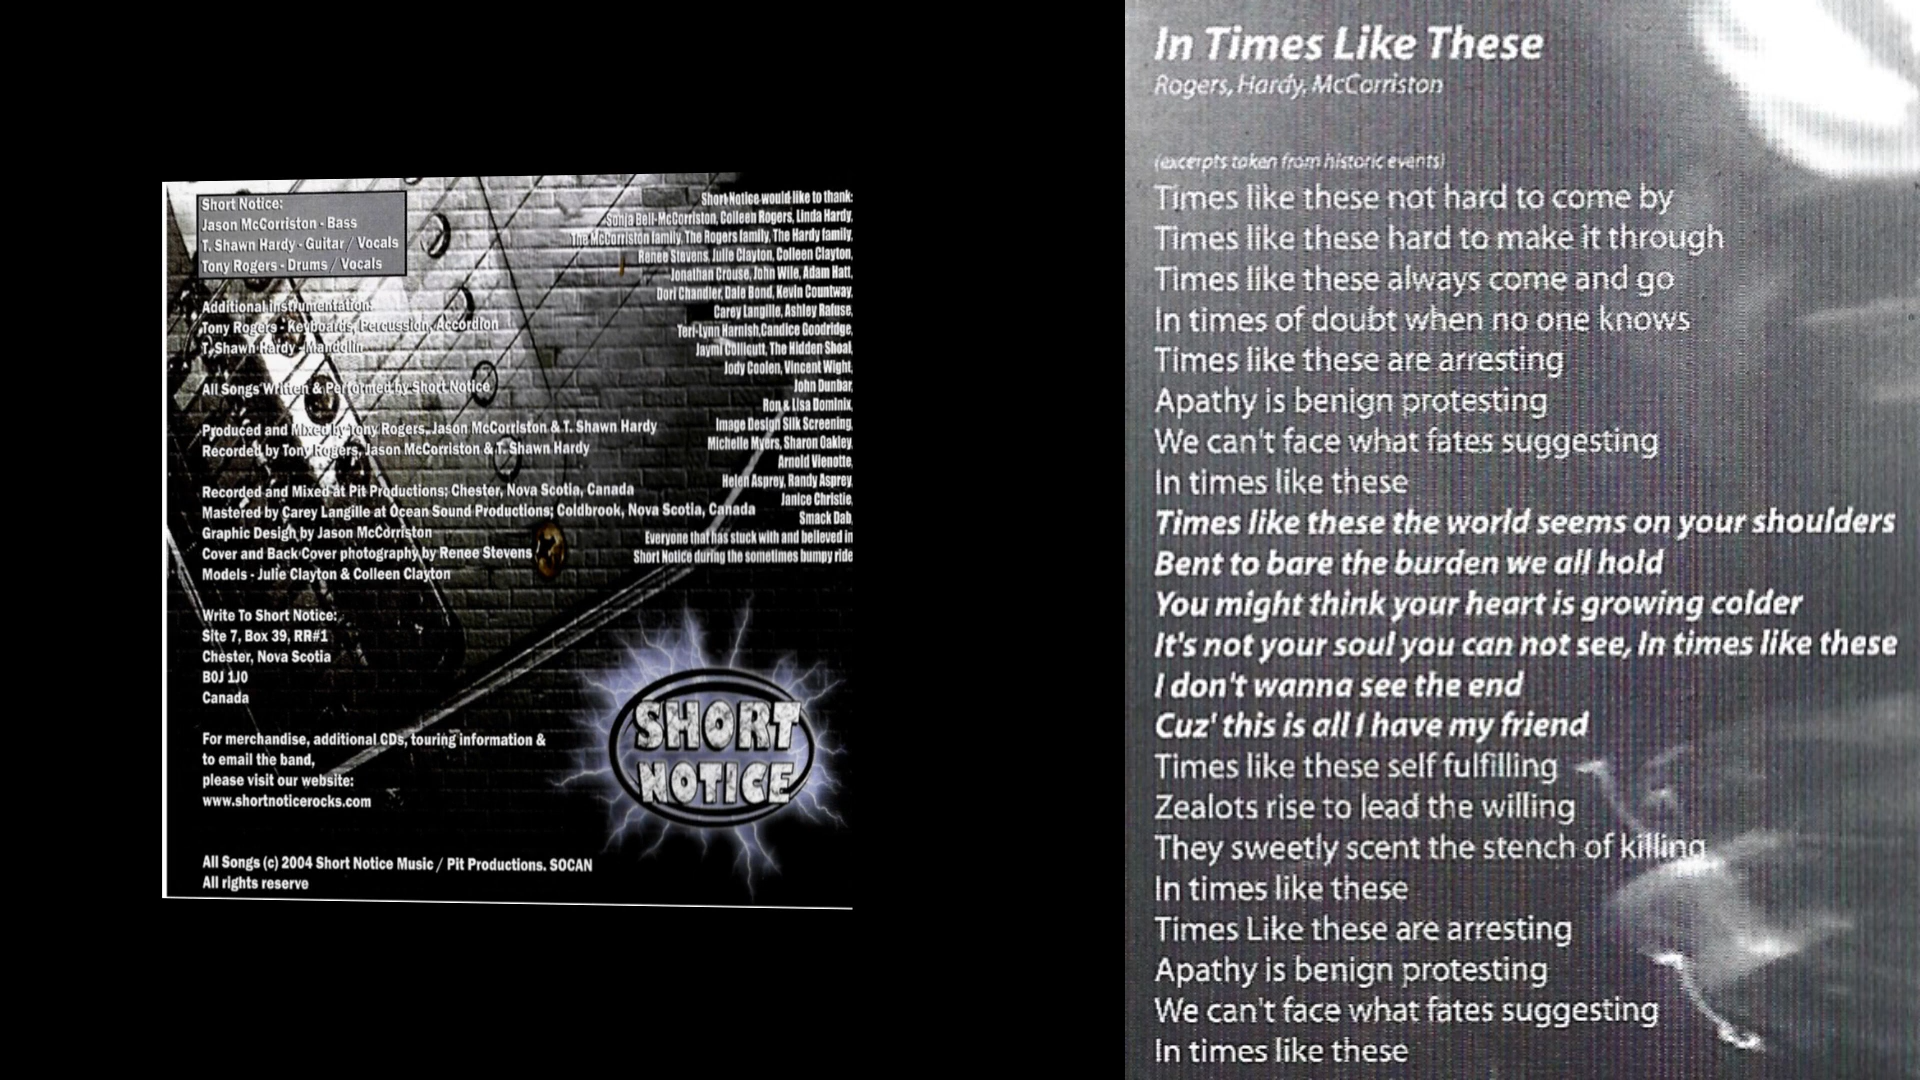 Short Notice:
Jason McCorriston - Bass
T. Shawn Hardy - Guitar / Vocals
Tony Rogers - Drums / Vocals
Additional instrumentation:
Tony Rogers - Keyboards, Percussion, Accordion
T. Shawn Hardy - Mandolin
All Songs Written & Performed by Short Notice
Produced and Mixed by Tony Rogers, Jason McCorriston & T. Shawn Hardy
Recorded by Tony Rogers, Jason McCorriston & T. Shawn Hardy
Recorded and Mixed at Pit Productions; Chester, Nova Scotia, Canada
Mastered by Carey Langille at Ocean Sound Productions; Coldbrook, Nova Scotia, Canada
Graphic Design by Jason McCorriston
Cover and Back Cover photography by Renee Stevens
Models - Julie Clayton & Colleen Clayton
Write To Short Notice:
Site 7, Box 39, RR#1
Chester, Nova Scotia
B0J 1J0
Canada
For merchandise, additional CDs, touring information &
to email the band,
please visit our website:
www.shortnoticerocks.com
All Songs (c) 2004 Short Notice Music / Pit Productions. SOCAN
All rights reserve
Short Notice would like to thank:
Sonja Bell-McCorriston, Colleen Rogers, Linda Hardy,
The McCorriston family, The Rogers family, The Hardy family,
Renee Stevens, Julie Clayton, Colleen Clayton,
Jonathan Crouse, John Wile, Adam Hatt,
Dori Chandler, Dale Bond, Kevin Countway,
Carey Langille, Ashley Rafuse,
Teri-Lynn Harnish, Candice Goodridge,
Jaymi Collicutt, The Hidden Shoal,
Jody Coolen, Vincent Wight,
John Dunbar,
Ron & Lisa Dominix,
Image Design Silk Screening,
Michelle Myers, Sharon Oakley,
Arnold Vienotte,
Helen Asprey, Randy Asprey,
Janice Christie,
Smack Dab,
Everyone that has stuck with and believed in
Short Notice during the sometimes bumpy ride
SHORT
NOTICE
In Times Like These
Rogers, Hardy, McCorriston
(excerpts taken from historic events)
Times like these not hard to come by
Times like these hard to make it through
Times like these always come and go
In times of doubt when no one knows
Times like these are arresting
Apathy is benign protesting
We can't face what fates suggesting
In times like these
Times like these the world seems on your shoulders
Bent to bare the burden we all hold
You might think your heart is growing colder
It's not your soul you can not see, In times like these
I don't wanna see the end
Cuz' this is all I have my friend
Times like these self fulfilling
Zealots rise to lead the willing
They sweetly scent the stench of killing
In times like these
Times Like these are arresting
Apathy is benign protesting
We can't face what fates suggesting
In times like these